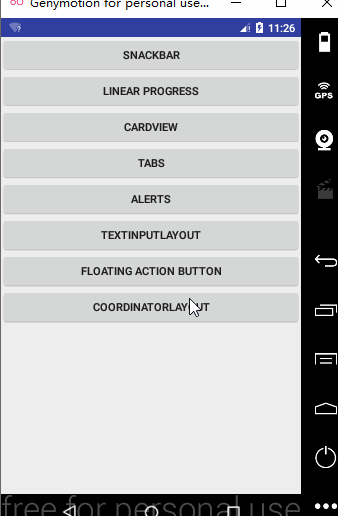 Genymotion for personal use...
11:26
SNACKBAR
GPS
LINEAR PROGRESS
CARDVIEW
TABS
ALERTS
TEXTINPUTLAYOUT
FLOATING ACTION BUTTON
COORDINATORLAYOUT
free for personal use